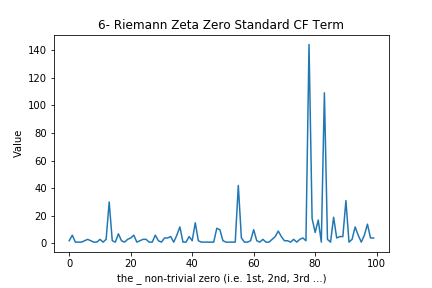 6- Riemann Zeta Zero Standard CF Term
140
120
100
80
60
40
20
0
Value
0 20 40 60 80 100
the _ non-trivial zero (i.e. 1st, 2nd, 3rd ...)